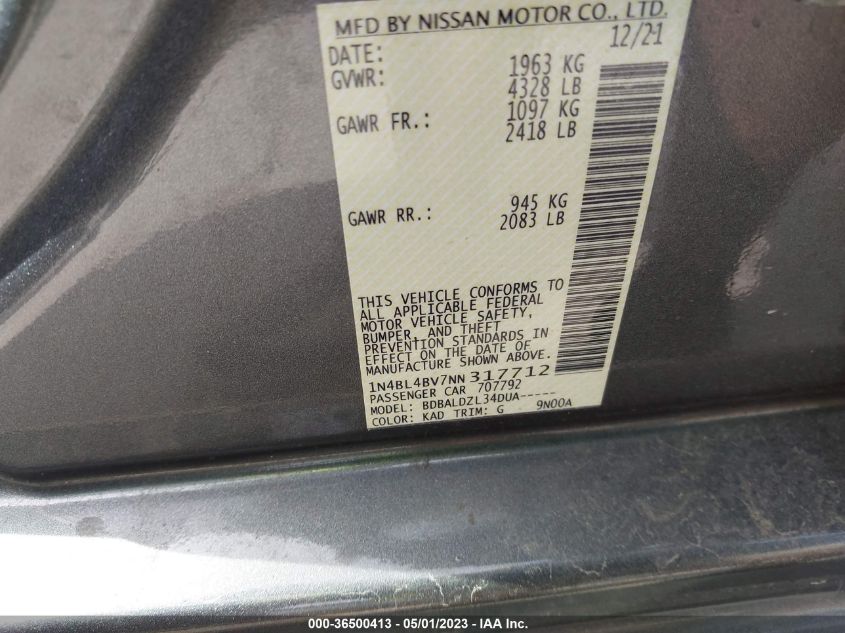 MFD BY NISSAN MOTOR CO., LTD.
DATE: 12/21
GVWR: 1963 KG
4328 LB
GAWR FR.: 1097 KG
2418 LB
GAWR RR.: 945 KG
2083 LB
THIS VEHICLE CONFORMS TO
ALL APPLICABLE FEDERAL
MOTOR VEHICLE SAFETY,
BUMPER, AND THEFT
PREVENTION STANDARDS IN
EFFECT ON THE DATE OF
MANUFACTURE SHOWN ABOVE.
1N4BL4BV7NN317712
PASSENGER CAR 707792
MODEL: BDBALDZL34DUA-----
COLOR: KAD TRIM: G 9N00A
000-36500413 - 05/01/2023 - IAA Inc.